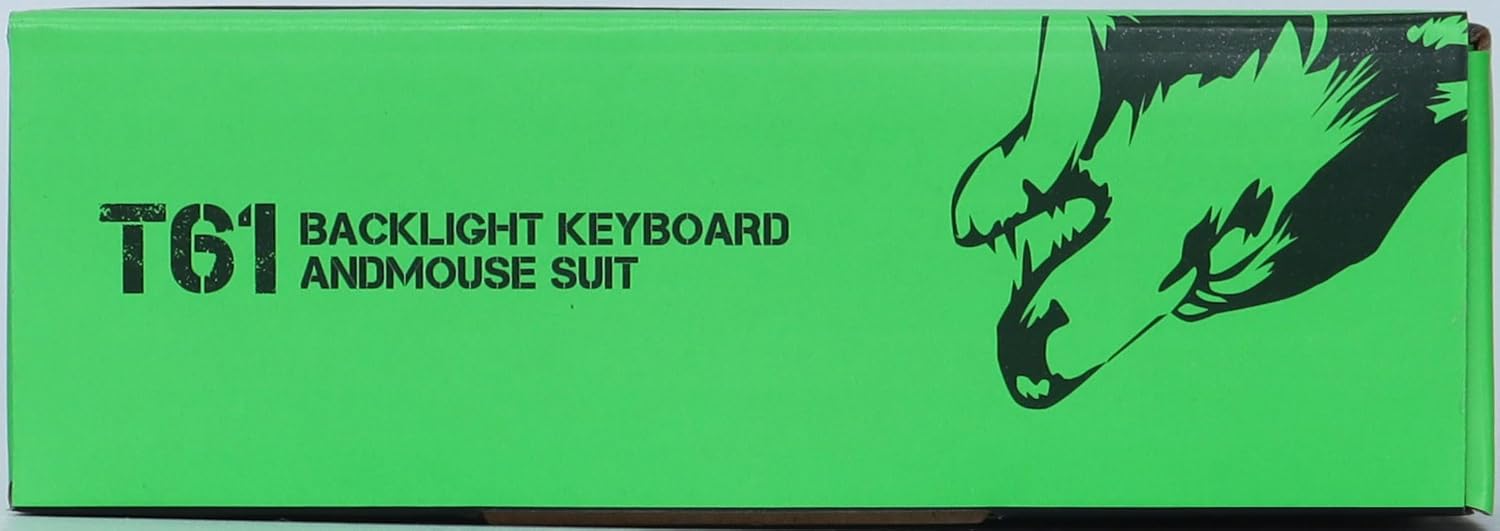 T61 BACKLIGHT KEYBOARD
ANDMOUSE SUIT